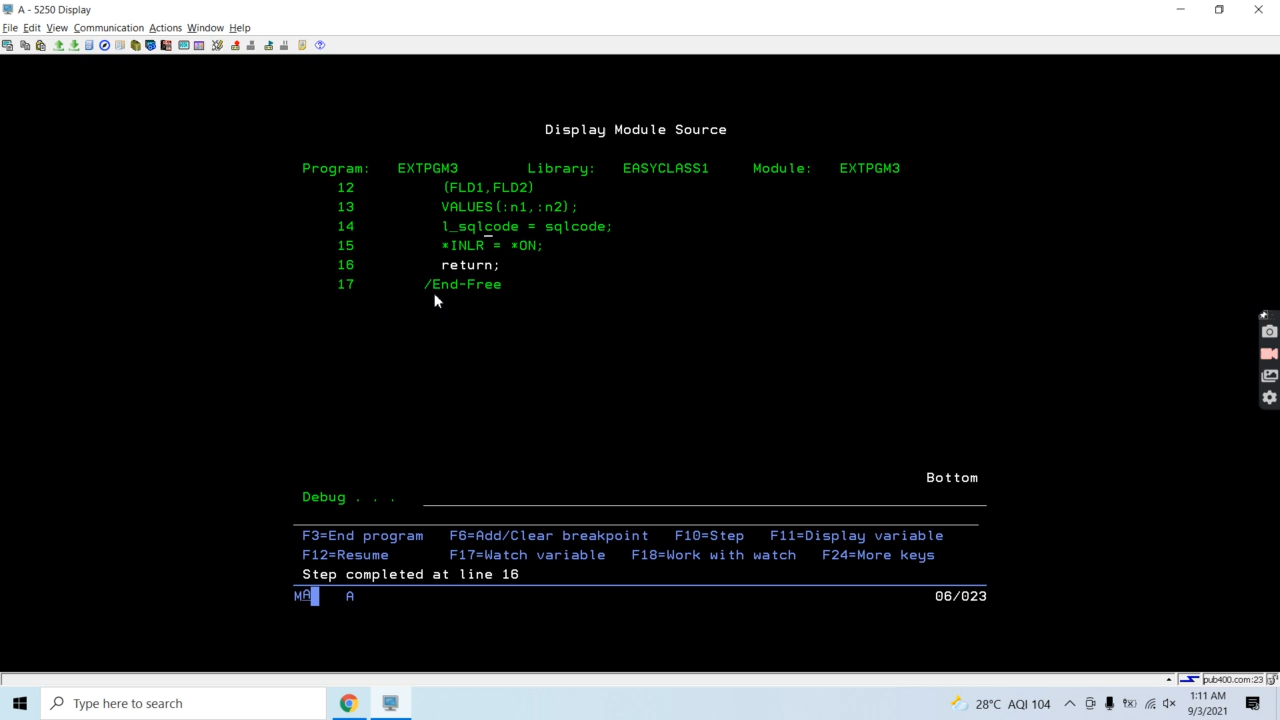 A - 5250 Display
File Edit View Communication Actions Window Help
Display Module Source
Program: EXTPGM3 Library: EASYCLASS1 Module: EXTPGM3
12 (FLD1,FLD2)
13 VALUES(:n1,:n2);
14 l_sqlcode = sqlcode;
15 *INLR = *ON;
16 return;
17 /End-Free
Bottom
Debug . . .
F3=End program F6=Add/Clear breakpoint F10=Step F11=Display variable
F12=Resume F17=Watch variable F18=Work with watch F24=More keys
Step completed at line 16
MA A 06/023
pub400.com:23
Type here to search
28°C AQI 104
1:11 AM
9/3/2021